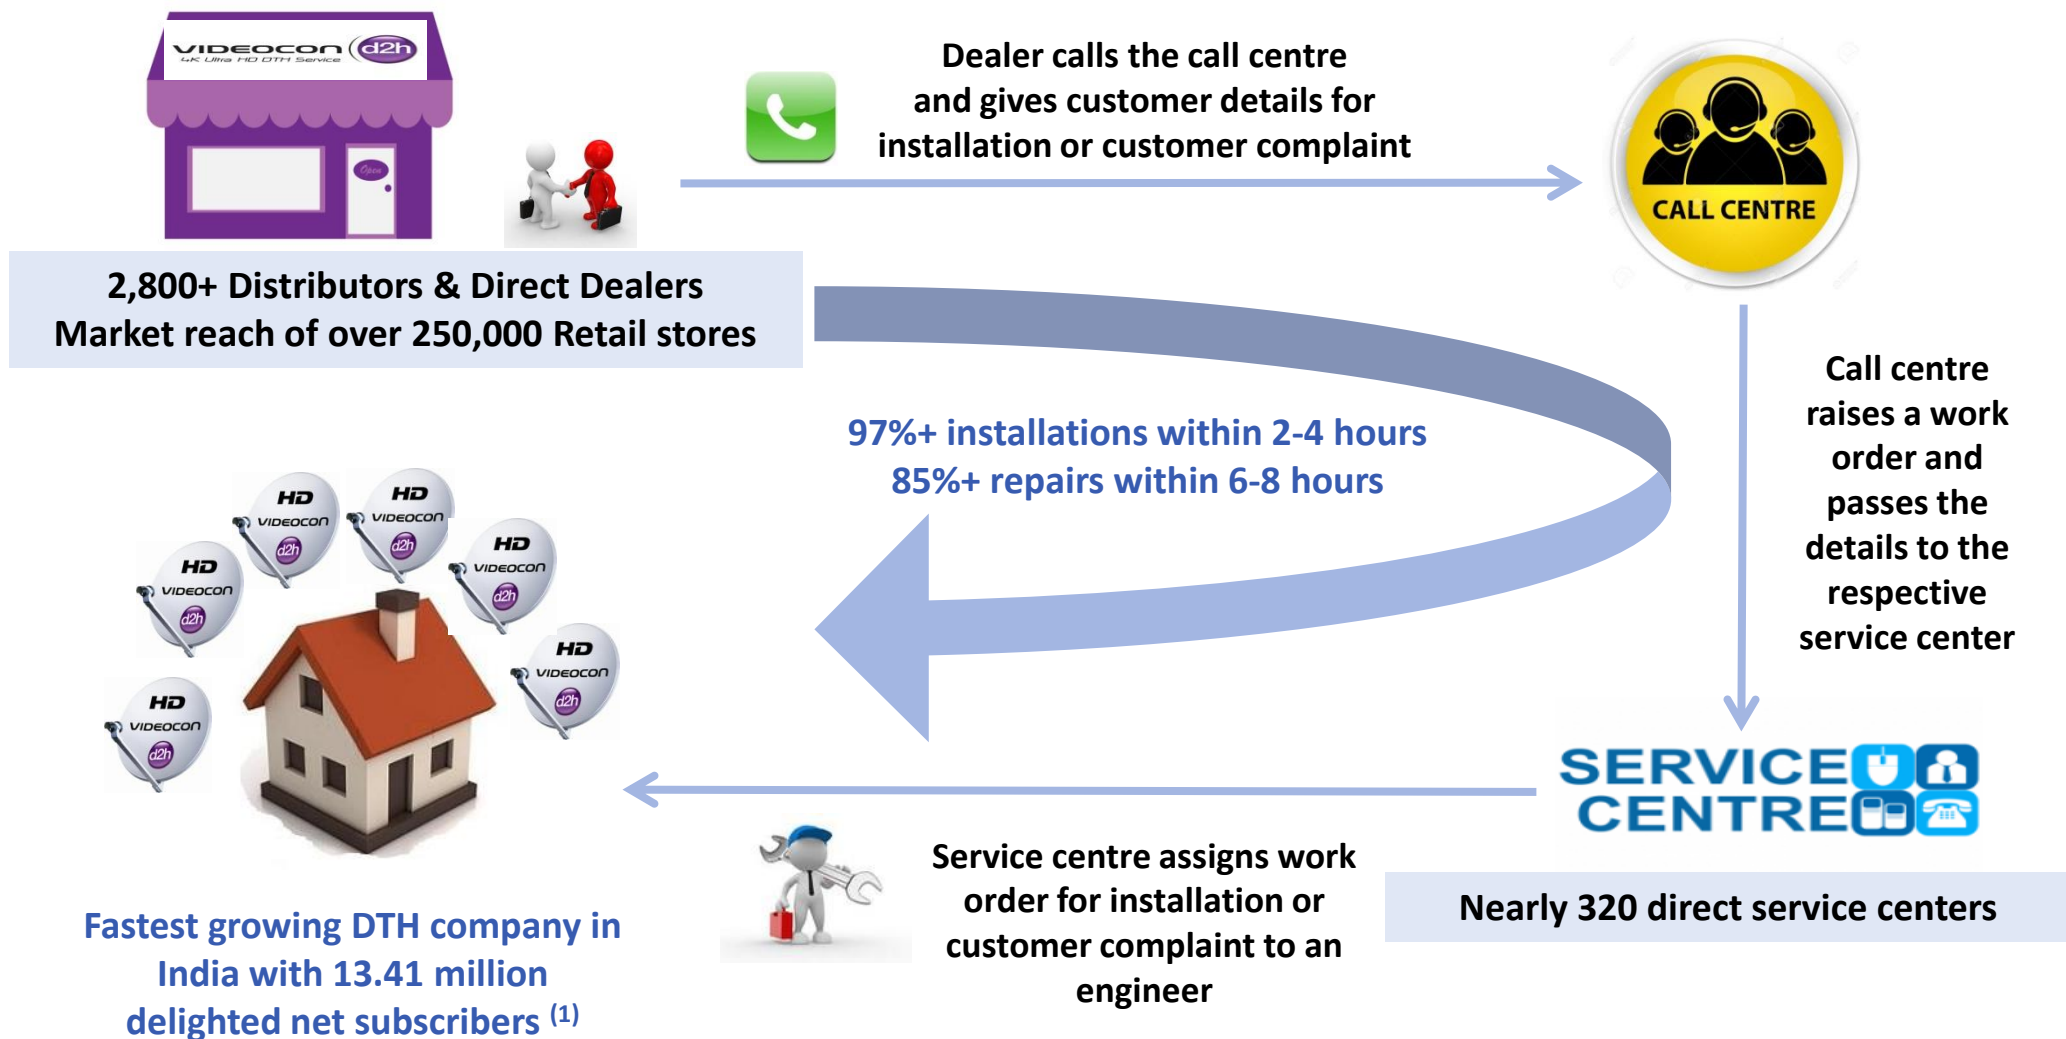 VIDEOCON d2h
4K Ultra HD DTH Service
Open
Dealer calls the call centre
and gives customer details for
installation or customer complaint
CALL CENTRE
2,800+ Distributors & Direct Dealers
Market reach of over 250,000 Retail stores
97%+ installations within 2-4 hours
85%+ repairs within 6-8 hours
Call centre
raises a work
order and
passes the
details to the
respective
service center
HD
VIDEOCON
d2h
HD
VIDEOCON
d2h
HD
VIDEOCON
d2h
HD
VIDEOCON
d2h
HD
VIDEOCON
d2h
HD
VIDEOCON
d2h
SERVICE
CENTRE
Nearly 320 direct service centers
Service centre assigns work
order for installation or
customer complaint to an
engineer
Fastest growing DTH company in
India with 13.41 million
delighted net subscribers (1)